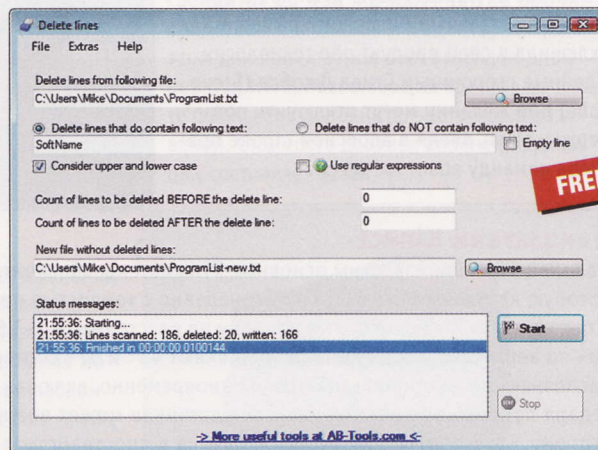 Delete lines
File Extras Help
Delete lines from following file:
C:\Users\Mike\Documents\ProgramList.txt
Browse
Delete lines that do contain following text:
Delete lines that do NOT contain following text:
SoftName
Empty line
Consider upper and lower case
Use regular expressions
Count of lines to be deleted BEFORE the delete line: 0
Count of lines to be deleted AFTER the delete line: 0
FREE
New file without deleted lines:
C:\Users\Mike\Documents\ProgramList-new.txt
Browse
Status messages:
21:55:36: Starting...
21:55:36: Lines scanned: 186, deleted: 20, written: 166
21:55:36: Finished in 00:00:00.0100144.
Start
Stop
-> More useful tools at AB-Tools.com <-